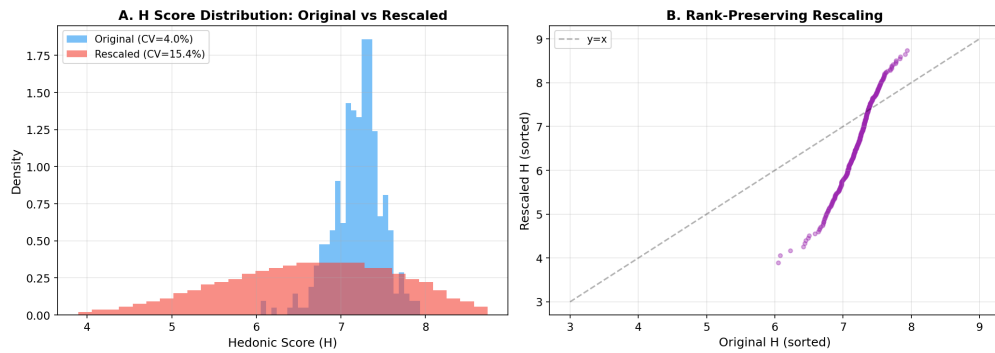 A. H Score Distribution: Original vs Rescaled
Original (CV=4.0%)
Rescaled (CV=15.4%)
Density
1.75
1.50
1.25
1.00
0.75
0.50
0.25
0.00
4 5 6 7 8
Hedonic Score (H)
B. Rank-Preserving Rescaling
y=x
Rescaled H (sorted)
9
8
7
6
5
4
3
3 4 5 6 7 8 9
Original H (sorted)